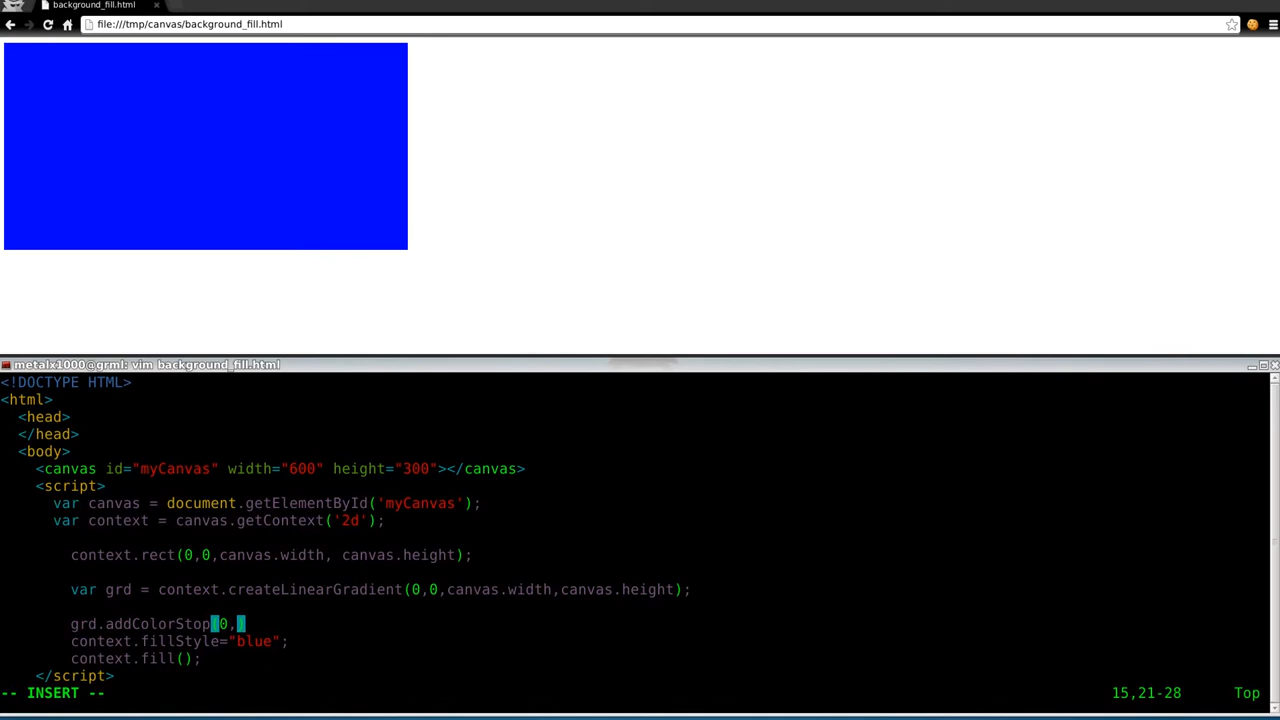 background_fill.html
file:///tmp/canvas/background_fill.html
metalx1000@grml: vim background_fill.html
<!DOCTYPE HTML>
<html>
  <head>
  </head>
  <body>
    <canvas id="myCanvas" width="600" height="300"></canvas>
    <script>
      var canvas = document.getElementById('myCanvas');
      var context = canvas.getContext('2d');
        context.rect(0,0,canvas.width, canvas.height);
        var grd = context.createLinearGradient(0,0,canvas.width,canvas.height);
        grd.addColorStop(0,)
        context.fillStyle="blue";
        context.fill();
    </script>
-- INSERT -- 15,21-28 Top